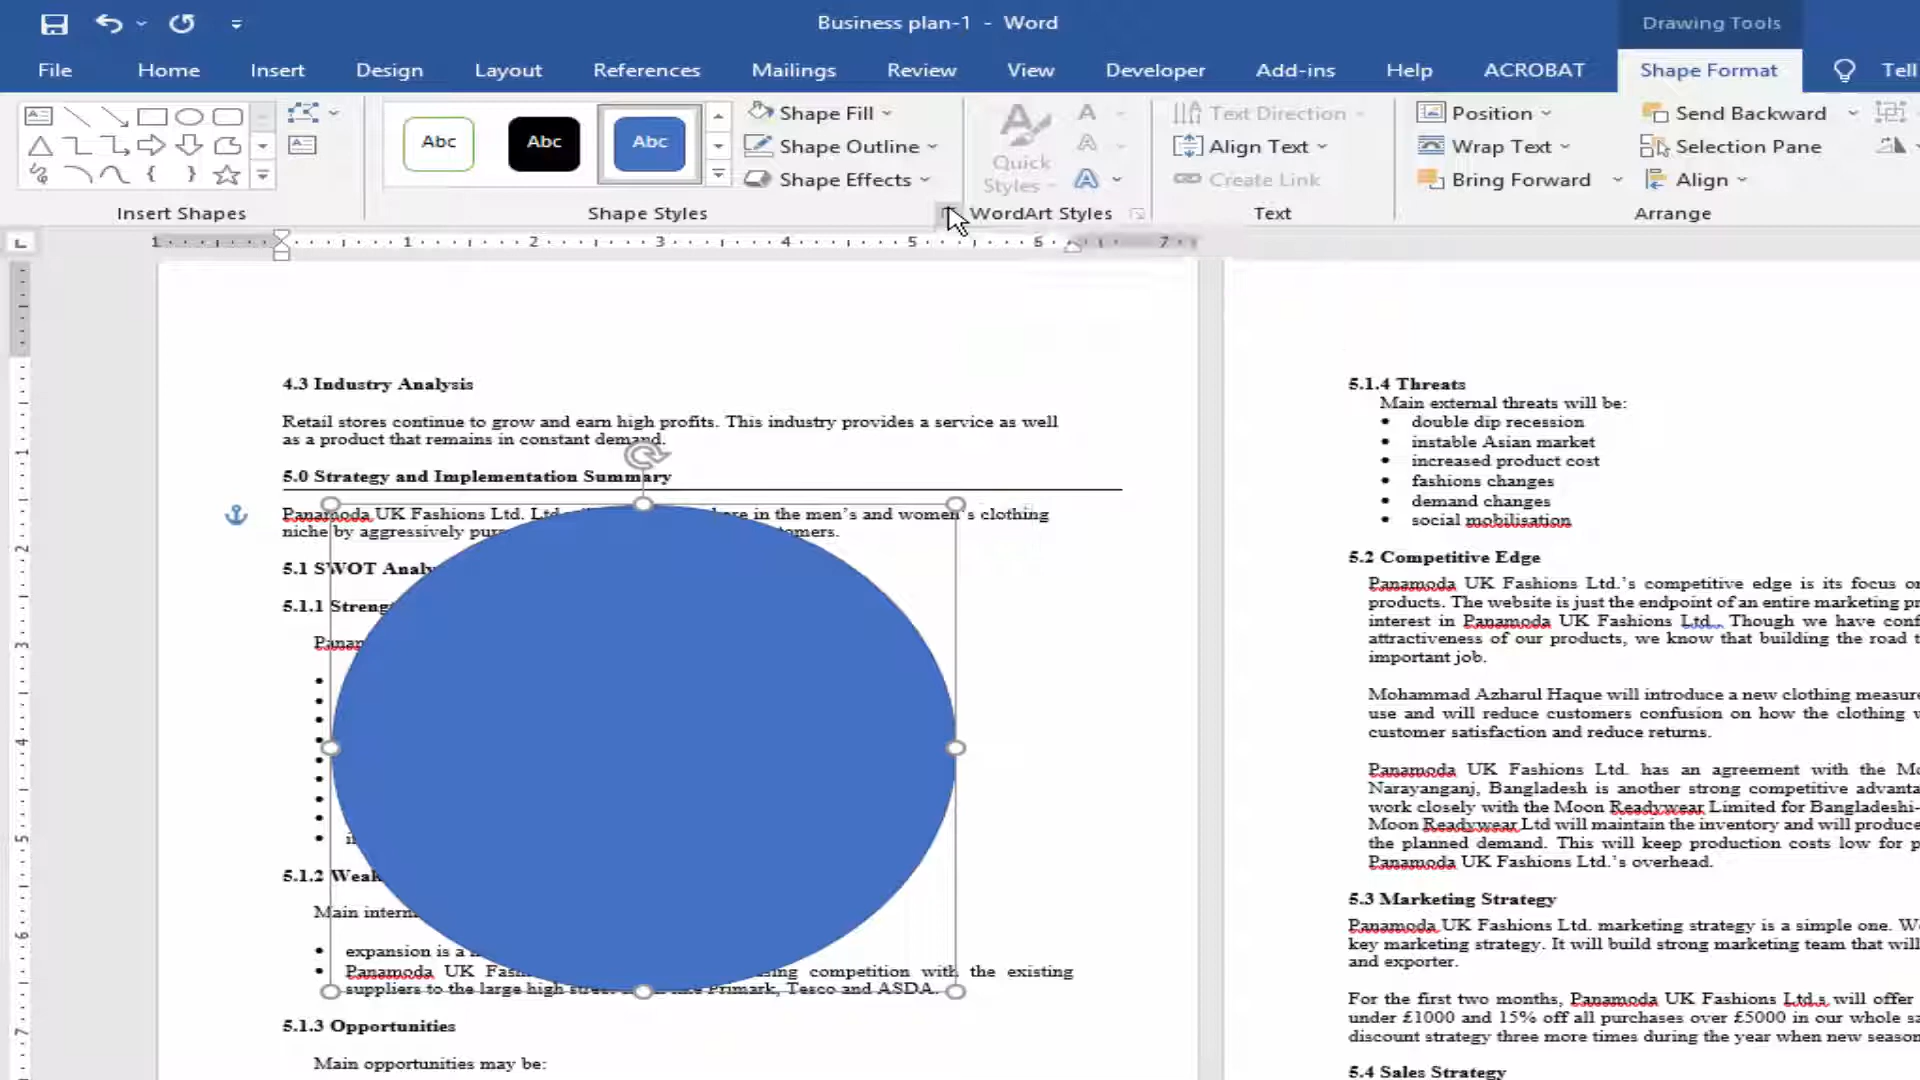 Business plan-1 - Word
Drawing Tools
File Home Insert Design Layout References Mailings Review View Developer Add-ins Help ACROBAT Shape Format Tell
Abc Abc Abc
Shape Fill
Shape Outline
Shape Effects
Quick
Styles
Text Direction
Align Text
Create Link
Position
Wrap Text
Bring Forward
Send Backward
Selection Pane
Align
Insert Shapes Shape Styles WordArt Styles Text Arrange
1 1 2 3 4 5 6 7
1
2
3
4
5
6
7
4.3 Industry Analysis
Retail stores continue to grow and earn high profits. This industry provides a service as well
as a product that remains in constant demand.
5.0 Strategy and Implementation Summary
Panamoda UK Fashions Ltd. Ltd in the men's and women's clothing
niche by aggressively
5.1 SWOT
5.1.1
5.1.2
Main
expansion is a
Panamoda UK competition with the existing
suppliers to the large high Primark, Tesco and ASDA.
5.1.3 Opportunities
Main opportunities may be:
5.1.4 Threats
Main external threats will be:
• double dip recession
• instable Asian market
• increased product cost
• fashions changes
• demand changes
• social mobilisation
5.2 Competitive Edge
Panamoda UK Fashions Ltd.'s competitive edge is its focus
products. The website is just the endpoint of an entire marketing
interest in Panamoda UK Fashions Ltd. Though we have
attractiveness of our products, we know that building the road
important job.
Mohammad Azharul Haque will introduce a new clothing
use and will reduce customers confusion on how the clothing
customer satisfaction and reduce returns.
Panamoda UK Fashions Ltd. has an agreement with the
Narayanganj, Bangladesh is another strong competitive
work closely with the Moon Readywear Limited for Bangladeshi-
Moon Readywear Ltd will maintain the inventory and will
the planned demand. This will keep production costs low for
Panamoda UK Fashions Ltd.'s overhead.
5.3 Marketing Strategy
Panamoda UK Fashions Ltd. marketing strategy is a simple one.
key marketing strategy. It will build strong marketing team that will
and exporter.
For the first two months, Panamoda UK Fashions Ltd.s will offer
under £1000 and 15% off all purchases over £5000 in our whole
discount strategy three more times during the year when new
5.4 Sales Strategy